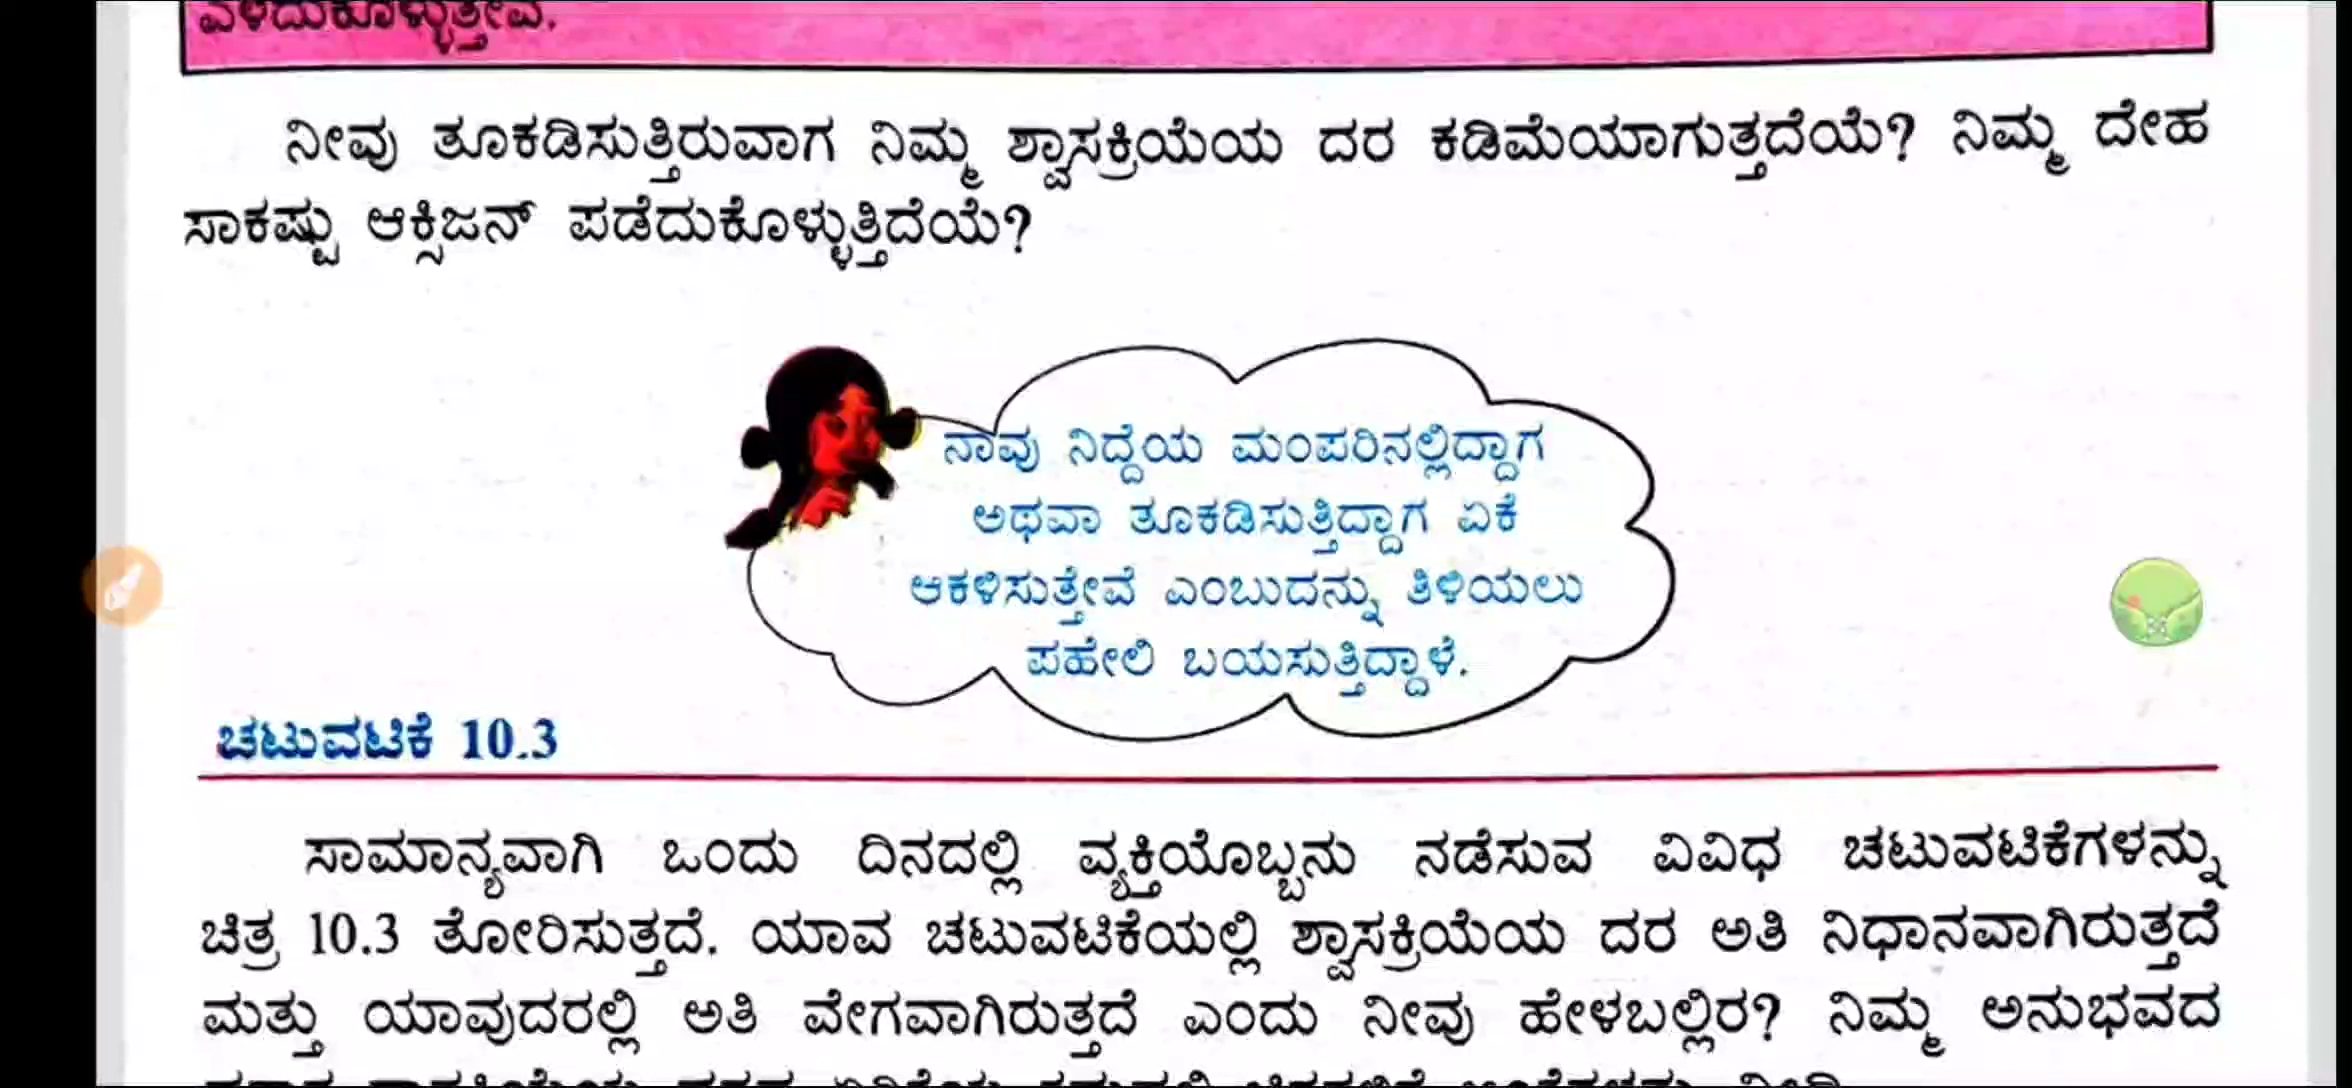 ನೀವು ತೂಕಡಿಸುತ್ತಿರುವಾಗ ನಿಮ್ಮ ಶ್ವಾಸಕ್ರಿಯೆಯ ದರ ಕಡಿಮೆಯಾಗುತ್ತದೆಯೆ? ನಿಮ್ಮ ದೇಹ
ಸಾಕಷ್ಟು ಆಕ್ಸಿಜನ್ ಪಡೆದುಕೊಳ್ಳುತ್ತಿದೆಯೆ?
ನಾವು ನಿದ್ದೆಯ ಮಂಪರಿನಲ್ಲಿದ್ದಾಗ
ಅಥವಾ ತೂಕಡಿಸುತ್ತಿದ್ದಾಗ ಏಕೆ
ಆಕಳಿಸುತ್ತೇವೆ ಎಂಬುದನ್ನು ತಿಳಿಯಲು
ಪಹೇಲಿ ಬಯಸುತ್ತಿದ್ದಾಳೆ.
ಚಟುವಟಿಕೆ 10.3
ಸಾಮಾನ್ಯವಾಗಿ ಒಂದು ದಿನದಲ್ಲಿ ವ್ಯಕ್ತಿಯೊಬ್ಬನು ನಡೆಸುವ ವಿವಿಧ ಚಟುವಟಿಕೆಗಳನ್ನು
ಚಿತ್ರ 10.3 ತೋರಿಸುತ್ತದೆ. ಯಾವ ಚಟುವಟಿಕೆಯಲ್ಲಿ ಶ್ವಾಸಕ್ರಿಯೆಯ ದರ ಅತಿ ನಿಧಾನವಾಗಿರುತ್ತದೆ
ಮತ್ತು ಯಾವುದರಲ್ಲಿ ಅತಿ ವೇಗವಾಗಿರುತ್ತದೆ ಎಂದು ನೀವು ಹೇಳಬಲ್ಲಿರ? ನಿಮ್ಮ ಅನುಭವದ